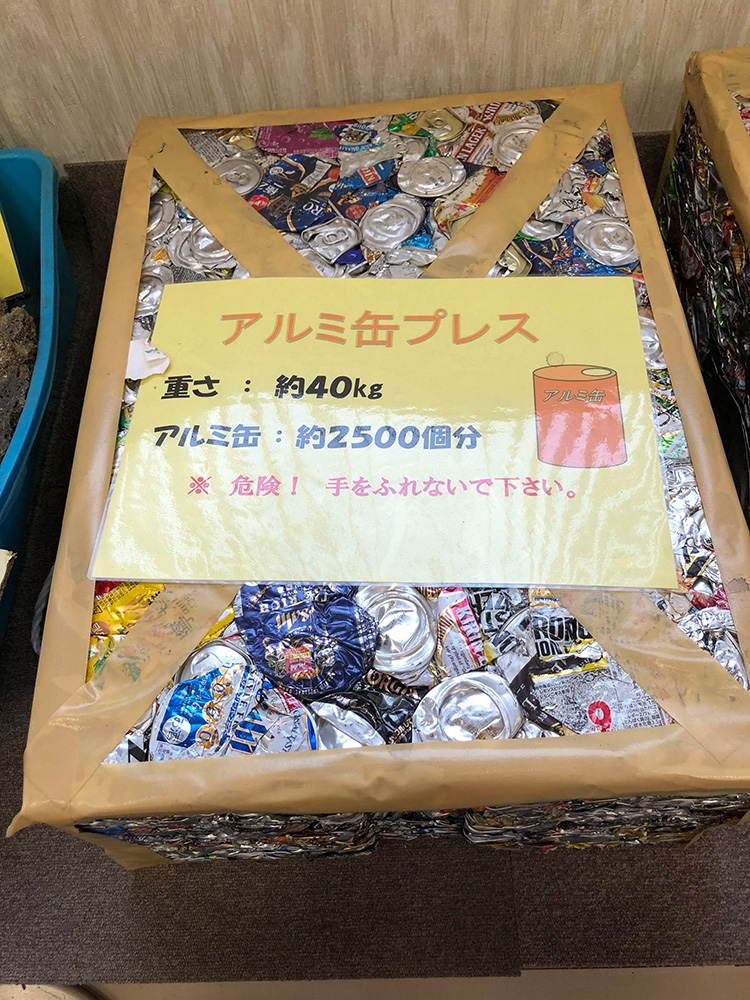 LAGER
アルミ缶プレス
重さ : 約40kg
アルミ缶
アルミ缶 : 約2500個分
※ 危険! 手をふれないで下さい。